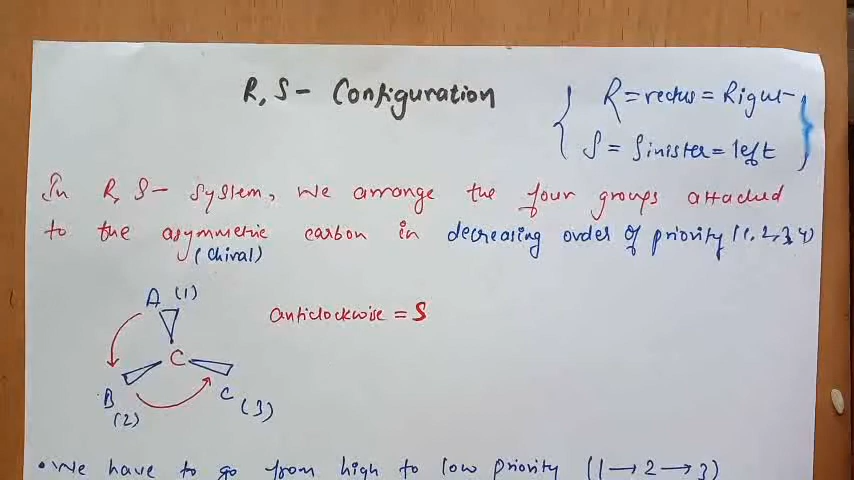 R, S- Configuration
{ R = rectus = Right }
S = Sinister = left
In R, S- System, we arrange the four groups attached
to the asymmetric carbon in decreasing order of priority (1, 2, 3, 4)
(chiral)
A (1)
anticlockwise = S
C
B
(2)
C (3)
• We have to go from high to low priority (1→2→3)